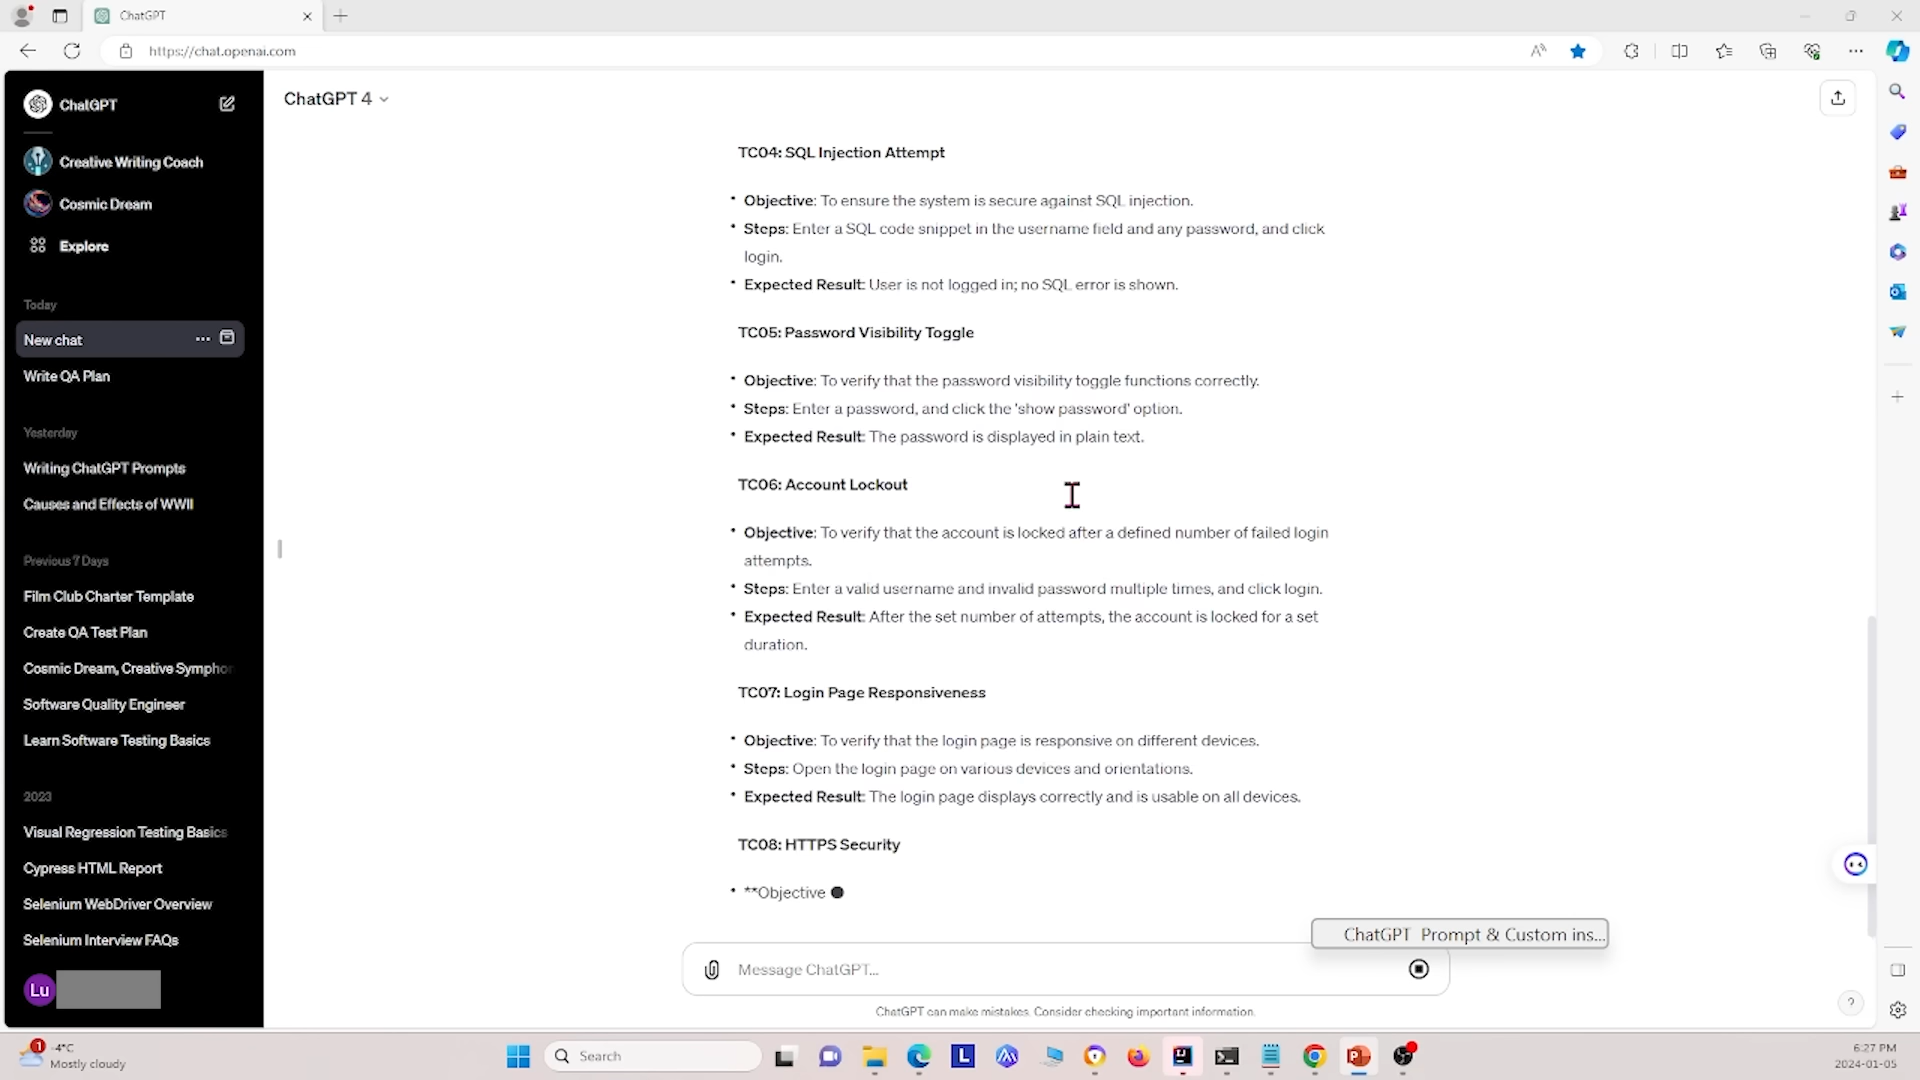 ChatGPT
https://chat.openai.com
ChatGPT
Creative Writing Coach
Cosmic Dream
Explore
Today
New chat
Write QA Plan
Yesterday
Writing ChatGPT Prompts
Causes and Effects of WWII
Previous 7 Days
Film Club Charter Template
Create QA Test Plan
Cosmic Dream, Creative Symphon
Software Quality Engineer
Learn Software Testing Basics
2023
Visual Regression Testing Basics
Cypress HTML Report
Selenium WebDriver Overview
Selenium Interview FAQs
Lu
ChatGPT 4
TC04: SQL Injection Attempt
• Objective: To ensure the system is secure against SQL injection.
• Steps: Enter a SQL code snippet in the username field and any password, and click
login.
• Expected Result: User is not logged in; no SQL error is shown.
TC05: Password Visibility Toggle
• Objective: To verify that the password visibility toggle functions correctly.
• Steps: Enter a password, and click the 'show password' option.
• Expected Result: The password is displayed in plain text.
TC06: Account Lockout
• Objective: To verify that the account is locked after a defined number of failed login
attempts.
• Steps: Enter a valid username and invalid password multiple times, and click login.
• Expected Result: After the set number of attempts, the account is locked for a set
duration.
TC07: Login Page Responsiveness
• Objective: To verify that the login page is responsive on different devices.
• Steps: Open the login page on various devices and orientations.
• Expected Result: The login page displays correctly and is usable on all devices.
TC08: HTTPS Security
• **Objective
ChatGPT Prompt & Custom ins...
Message ChatGPT...
ChatGPT can make mistakes. Consider checking important information.
?
1
-4°C
Mostly cloudy
Search
L
6:27 PM
2024-01-05